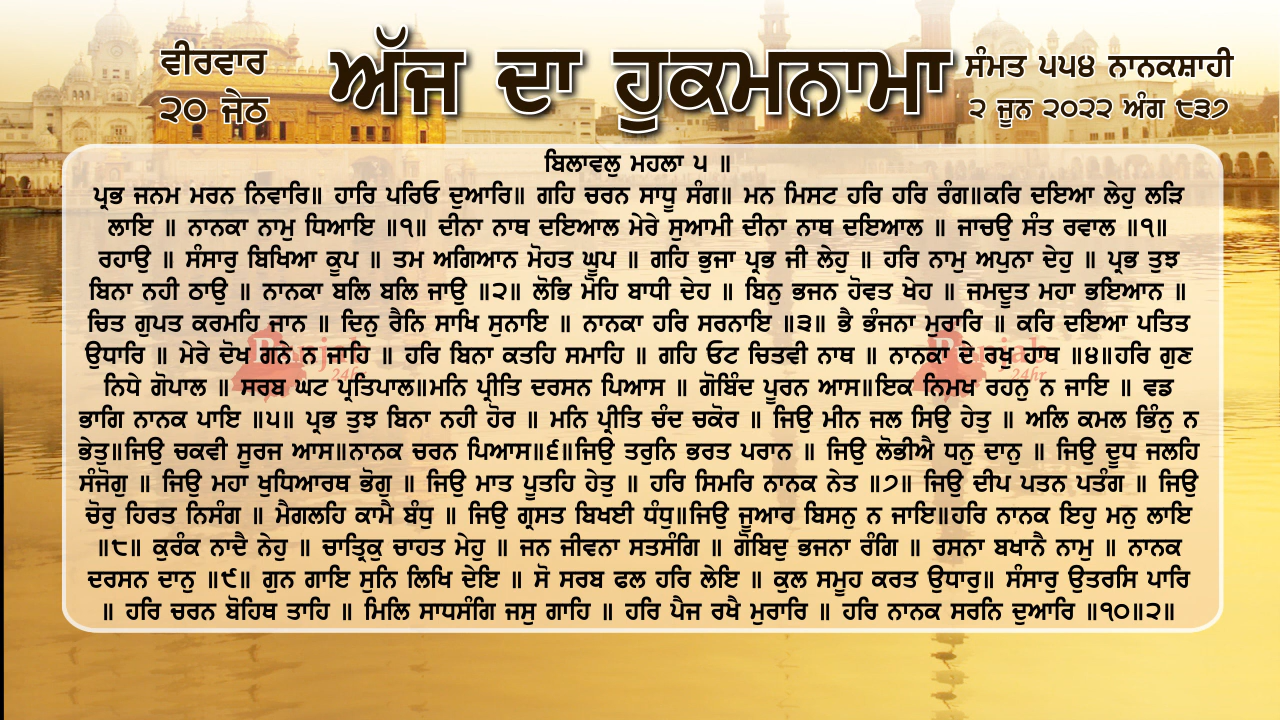 ਵੀਰਵਾਰ
੨੦ ਜੇਠ
ਅੱਜ ਦਾ ਹੁਕਮਨਾਮਾ
ਸੰਮਤ ੫੫੪ ਨਾਨਕਸ਼ਾਹੀ
੨ ਜੂਨ ੨੦੨੨ ਅੰਗ ੮੩੭
ਬਿਲਾਵਲੁ ਮਹਲਾ ੫ ॥
ਪ੍ਰਭ ਜਨਮ ਮਰਨ ਨਿਵਾਰਿ॥ ਹਾਰਿ ਪਰਿਓ ਦੁਆਰਿ॥ ਗਹਿ ਚਰਨ ਸਾਧੂ ਸੰਗ॥ ਮਨ ਮਿਸਟ ਹਰਿ ਹਰਿ ਰੰਗ॥ਕਰਿ ਦਇਆ ਲੇਹੁ ਲੜਿ
ਲਾਇ ॥ ਨਾਨਕਾ ਨਾਮੁ ਧਿਆਇ ॥੧॥ ਦੀਨਾ ਨਾਥ ਦਇਆਲ ਮੇਰੇ ਸੁਆਮੀ ਦੀਨਾ ਨਾਥ ਦਇਆਲ ॥ ਜਾਚਉ ਸੰਤ ਰਵਾਲ ॥੧॥
ਰਹਾਉ ॥ ਸੰਸਾਰੁ ਬਿਖਿਆ ਕੂਪ ॥ ਤਮ ਅਗਿਆਨ ਮੋਹਤ ਘੂਪ ॥ ਗਹਿ ਭੁਜਾ ਪ੍ਰਭ ਜੀ ਲੇਹੁ ॥ ਹਰਿ ਨਾਮੁ ਅਪੁਨਾ ਦੇਹੁ ॥ ਪ੍ਰਭ ਤੁਝ
ਬਿਨਾ ਨਹੀ ਠਾਉ ॥ ਨਾਨਕਾ ਬਲਿ ਬਲਿ ਜਾਉ ॥੨॥ ਲੋਭਿ ਮੋਹਿ ਬਾਧੀ ਦੇਹ ॥ ਬਿਨੁ ਭਜਨ ਹੋਵਤ ਖੇਹ ॥ ਜਮਦੂਤ ਮਹਾ ਭਇਆਨ ॥
ਚਿਤ ਗੁਪਤ ਕਰਮਹਿ ਜਾਨ ॥ ਦਿਨੁ ਰੈਨਿ ਸਾਖਿ ਸੁਨਾਇ ॥ ਨਾਨਕਾ ਹਰਿ ਸਰਨਾਇ ॥੩॥ ਭੈ ਭੰਜਨਾ ਮੁਰਾਰਿ ॥ ਕਰਿ ਦਇਆ ਪਤਿਤ
ਉਧਾਰਿ ॥ ਮੇਰੇ ਦੋਖ ਗਨੇ ਨ ਜਾਹਿ ॥ ਹਰਿ ਬਿਨਾ ਕਤਹਿ ਸਮਾਹਿ ॥ ਗਹਿ ਓਟ ਚਿਤਵੀ ਨਾਥ ॥ ਨਾਨਕਾ ਦੇ ਰਖੁ ਹਾਥ ॥੪॥ਹਰਿ ਗੁਣ
ਨਿਧੇ ਗੋਪਾਲ ॥ ਸਰਬ ਘਟ ਪ੍ਰਤਿਪਾਲ॥ਮਨਿ ਪ੍ਰੀਤਿ ਦਰਸਨ ਪਿਆਸ ॥ ਗੋਬਿੰਦ ਪੂਰਨ ਆਸ॥ਇਕ ਨਿਮਖ ਰਹਨੁ ਨ ਜਾਇ ॥ ਵਡ
ਭਾਗਿ ਨਾਨਕ ਪਾਇ ॥੫॥ ਪ੍ਰਭ ਤੁਝ ਬਿਨਾ ਨਹੀ ਹੋਰ ॥ ਮਨਿ ਪ੍ਰੀਤਿ ਚੰਦ ਚਕੋਰ ॥ ਜਿਉ ਮੀਨ ਜਲ ਸਿਉ ਹੇਤੁ ॥ ਅਲਿ ਕਮਲ ਭਿੰਨੁ ਨ
ਭੇਤੁ॥ਜਿਉ ਚਕਵੀ ਸੂਰਜ ਆਸ॥ਨਾਨਕ ਚਰਨ ਪਿਆਸ॥੬॥ਜਿਉ ਤਰੁਨਿ ਭਰਤ ਪਰਾਨ ॥ ਜਿਉ ਲੋਭੀਐ ਧਨੁ ਦਾਨੁ ॥ ਜਿਉ ਦੂਧ ਜਲਹਿ
ਸੰਜੋਗੁ ॥ ਜਿਉ ਮਹਾ ਖੁਧਿਆਰਥ ਭੋਗੁ ॥ ਜਿਉ ਮਾਤ ਪੂਤਹਿ ਹੇਤੁ ॥ ਹਰਿ ਸਿਮਰਿ ਨਾਨਕ ਨੇਤ ॥੭॥ ਜਿਉ ਦੀਪ ਪਤਨ ਪਤੰਗ ॥ ਜਿਉ
ਚੋਰੁ ਹਿਰਤ ਨਿਸੰਗ ॥ ਮੈਗਲਹਿ ਕਾਮੈ ਬੰਧੁ ॥ ਜਿਉ ਗ੍ਰਸਤ ਬਿਖਈ ਧੰਧੁ॥ਜਿਉ ਜੂਆਰ ਬਿਸਨੁ ਨ ਜਾਇ॥ਹਰਿ ਨਾਨਕ ਇਹੁ ਮਨੁ ਲਾਇ
॥੮॥ ਕੁਰੰਕ ਨਾਦੈ ਨੇਹੁ ॥ ਚਾਤ੍ਰਿਕੁ ਚਾਹਤ ਮੇਹੁ ॥ ਜਨ ਜੀਵਨਾ ਸਤਸੰਗਿ ॥ ਗੋਬਿਦੁ ਭਜਨਾ ਰੰਗਿ ॥ ਰਸਨਾ ਬਖਾਨੈ ਨਾਮੁ ॥ ਨਾਨਕ
ਦਰਸਨ ਦਾਨੁ ॥੯॥ ਗੁਨ ਗਾਇ ਸੁਨਿ ਲਿਖਿ ਦੇਇ ॥ ਸੋ ਸਰਬ ਫਲ ਹਰਿ ਲੇਇ ॥ ਕੁਲ ਸਮੂਹ ਕਰਤ ਉਧਾਰੁ॥ ਸੰਸਾਰੁ ਉਤਰਸਿ ਪਾਰਿ
॥ ਹਰਿ ਚਰਨ ਬੋਹਿਥ ਤਾਹਿ ॥ ਮਿਲਿ ਸਾਧਸੰਗਿ ਜਸੁ ਗਾਹਿ ॥ ਹਰਿ ਪੈਜ ਰਖੈ ਮੁਰਾਰਿ ॥ ਹਰਿ ਨਾਨਕ ਸਰਨਿ ਦੁਆਰਿ ॥੧੦॥੨॥